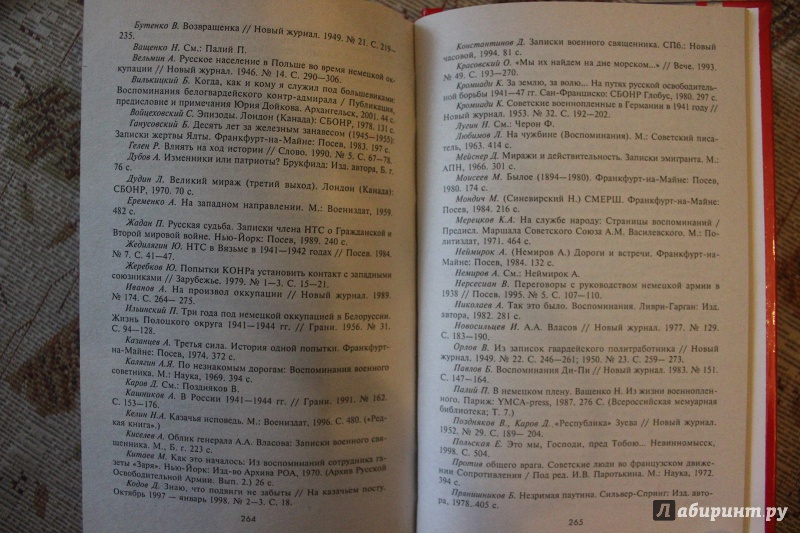 Бутенко В. Возвращенка // Новый журнал. 1949. № 21. С. 219—
235.
Ващенко Н. См.: Палий П.
Вельмин А. Русское население в Польше во время немецкой ок-
купации // Новый журнал. 1946. № 14. С. 290—306.
Вилькицкий Б. Когда, как и кому я служил под большевиками:
Воспоминания белогвардейского контр-адмирала / Публикация,
предисловие и примечания Юрия Дойкова. Архангельск, 2001. 44 с
Войцеховский С. Эпизоды. Лондон (Канада): СБОНР, 1978. 131 с.
Ганусовский Б. Десять лет за железным занавесом (1945—1955):
Записки жертвы Ялты. Франкфурт-на-Майне: Посев, 1983. 197 с.
Гелен Р. Влиять на ход истории // Слово, 1990. № 5. С. 67—78.
Дубов А. Изменники или патриоты? Брукфилд: Изд. автора, Б. г.
76 с
Дудин Л. Великий мираж (третий выход). Лондон (Канада):
СБОНР, 1970. 70 с.
Еременко А. На западном направлении. М.: Воениздат, 1959.
482 с.
Жадан П. Русская судьба. Записки члена НТС о Гражданской и
Второй мировой войне. Нью-Йорк: Посев, 1989. 240 с.
Жедилягин Ю. НТС в Вязьме в 1941—1942 годах // Посев. 1984.
№ 7. С. 41—47.
Жеребков Ю. Попытки КОНРа установить контакт с западными
союзниками // Зарубежье. 1979. № 1—3. С. 15—21.
Иванов А. На произвол оккупации // Новый журнал. 1989.
№ 174. С. 264— 275.
Ильинский П. Три года под немецкой оккупацией в Белоруссии.
Жизнь Полоцкого округа 1941—1944 гг. // Грани. 1956. № 31.
С. 94—128.
Казанцев А. Третья сила. История одной попытки. Франкфурт-
на-Майне: Посев, 1974. 372 с.
Калягин А.Я. По незнакомым дорогам: Воспоминания военного
советника. М.: Наука, 1969. 394 с.
Каров Д. См.: Поздняков В.
Кашников А. В России 1941—1944 гг. // Грани. 1991. № 162.
С. 153—176.
Келин Н.А. Казачья исповедь. М.: Воениздат, 1996. С. 480. («Ред-
кая книга».)
Киселев А. Облик генерала А.А. Власова: Записки военного свя-
щенника. М., Б. г. 223 с.
Китаев М. Как это началось: Из воспоминаний сотрудника га-
зеты «Заря». Нью-Йорк: Изд-во Архива РОА, 1970. (Архив Русской
Освободительной Армии. Вып. 2.) 26 с.
Кодов Д. Знаю, что подвиги не забыты // На казачьем посту.
Октябрь 1997 — январь 1998. № 2—3. С. 18.
264
Константинов Д. Записки военного священника. СПб.: Новый
часовой, 1994. 81 с.
Красовский О. «Мы их найдем на дне морском...» // Вече. 1993.
№ 49. С. 193—270.
Кромиади К. За землю, за волю... На путях русской освободитель-
ной борьбы 1941—47 гг. Сан-Франциско: СБОНР Глобус, 1980. 297 с.
Кромиади К. Советские военнопленные в Германии в 1941 году //
Новый журнал. 1953. № 32. С. 192—202.
Лугин Н. См.: Черон Ф.
Любимов Л. На чужбине (Воспоминания). М.: Советский писа-
тель, 1963. 414 с.
Мейснер Д. Миражи и действительность. Записки эмигранта. М.:
АПН, 1966. 301 с.
Моисеев М. Былое (1894—1980). Франкфурт-на-Майне: Посев,
1980. 174 с.
Мондич М. (Синевирский Н.) СМЕРШ. Франкфурт-на-Майне:
Посев, 1984. 216 с.
Мерецков К.А. На службе народу: Страницы воспоминаний /
Предисл. Маршала Советского Союза А.М. Василевского. М.: По-
литиздат, 1971. 464 с.
Неймирок А. (Немиров А.) Дороги и встречи. Франкфурт-на-
Майне: Посев, 1984. 132 с.
Немиров А. См.: Неймирок А.
Нерсесиан В. Переговоры с руководством немецкой армии в
1938 // Посев. 1995. № 5. С. 107—110.
Николаев А. Так это было. Воспоминания. Ливри-Гарган: Изд.
автора, 1982. 281 с.
Новосильцев И. А.А. Власов // Новый журнал. 1977. № 129.
С. 183—190.
Орлов В. Из записок гвардейского политработника // Новый
журнал. 1949. № 22. С. 246—261; 1950. № 23. С. 259— 273.
Павлов Б. Воспоминания Ди-Пи // Новый журнал. 1983. № 151.
С. 147—164.
Палий П. В немецком плену. Ващенко Н. Из жизни военноплен-
ного. Париж: YMCA-press, 1987. 276 С. (Всероссийская мемуарная
библиотека; Т. 7.)
Поздняков В., Каров Д. «Республика» Зуева // Новый журнал.
1952. № 29. С. 189— 204.
Польская Е. Это мы, Господи, пред Тобою... Невинномысск,
1998. С. 504.
Против общего врага. Советские люди во французском движе-
нии Сопротивления / Под ред. И.В. Паротькина. М.: Наука, 1972.
394 с.
Прянишников Б. Незримая паутина. Сильвер-Спринг: Изд. авто-
ра, 1978. 405 с.
265
Лабиринт.ру